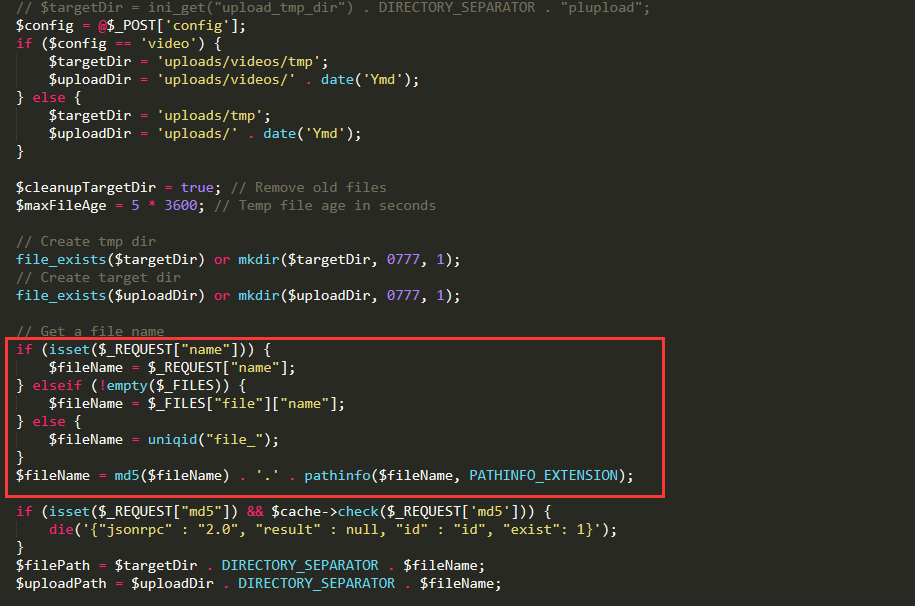 // $targetDir = ini_get("upload_tmp_dir") . DIRECTORY_SEPARATOR . "plupload";
$config = @$_POST['config'];
if ($config == 'video') {
    $targetDir = 'uploads/videos/tmp';
    $uploadDir = 'uploads/videos/' . date('Ymd');
} else {
    $targetDir = 'uploads/tmp';
    $uploadDir = 'uploads/' . date('Ymd');
}
$cleanupTargetDir = true; // Remove old files
$maxFileAge = 5 * 3600; // Temp file age in seconds
// Create tmp dir
file_exists($targetDir) or mkdir($targetDir, 0777, 1);
// Create target dir
file_exists($uploadDir) or mkdir($uploadDir, 0777, 1);
// Get a file name
if (isset($_REQUEST["name"])) {
    $fileName = $_REQUEST["name"];
} elseif (!empty($_FILES)) {
    $fileName = $_FILES["file"]["name"];
} else {
    $fileName = uniqid("file_");
}
$fileName = md5($fileName) . '.' . pathinfo($fileName, PATHINFO_EXTENSION);
if (isset($_REQUEST["md5"]) && $cache->check($_REQUEST['md5'])) {
    die('{"jsonrpc" : "2.0", "result" : null, "id" : "id", "exist": 1}');
}
$filePath = $targetDir . DIRECTORY_SEPARATOR . $fileName;
$uploadPath = $uploadDir . DIRECTORY_SEPARATOR . $fileName;